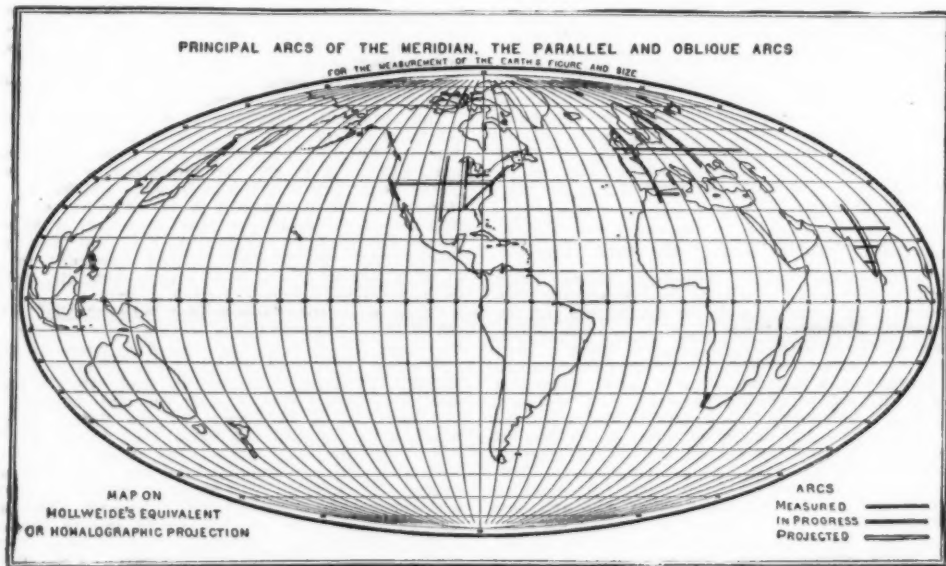 PRINCIPAL ARCS OF THE MERIDIAN, THE PARALLEL AND OBLIQUE ARCS
FOR THE MEASUREMENT OF THE EARTHS FIGURE AND SIZE
MAP ON
MOLLWEIDE'S EQUIVALENT
OR HOMALOGRAPHIC PROJECTION
ARCS
MEASURED
IN PROGRESS
PROJECTED